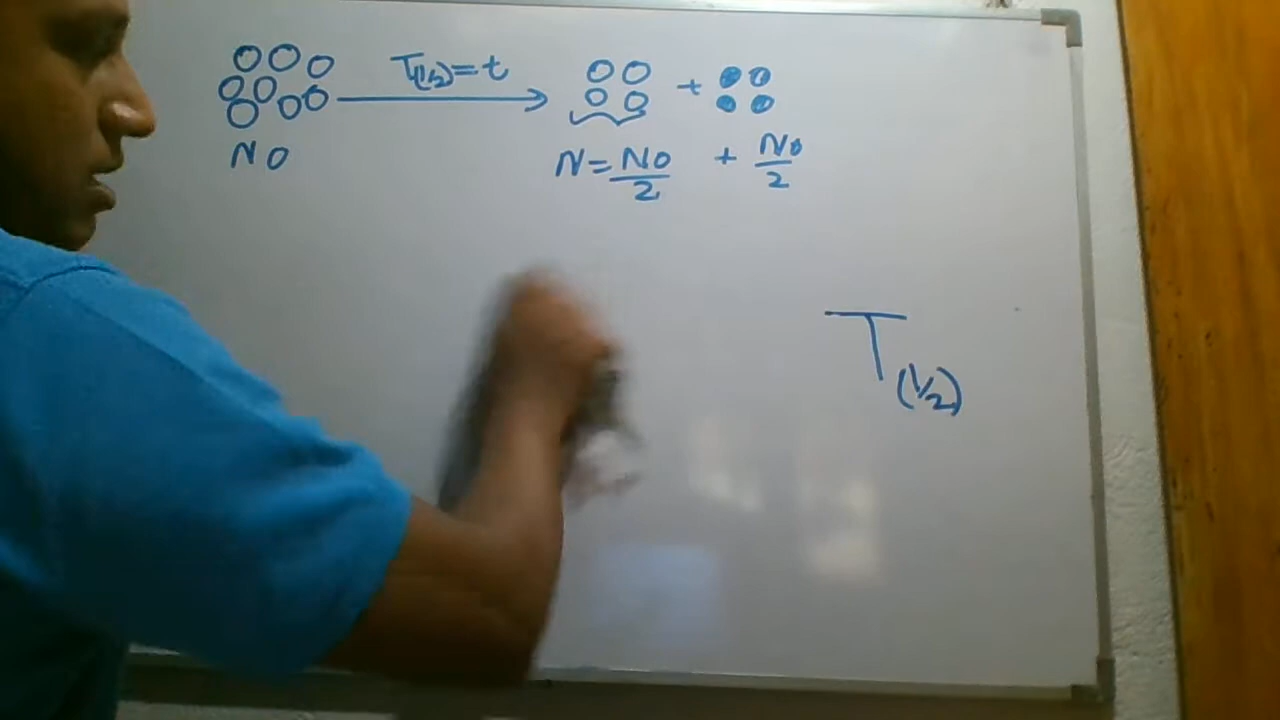 T(1/2) = t
+
N0
N = N0/2 + N0/2
T(1/2)